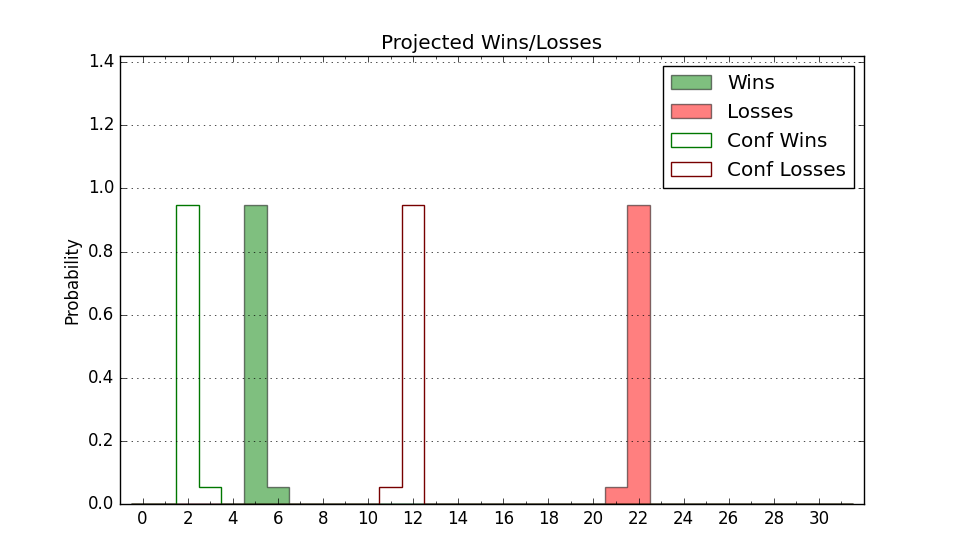 Projected Wins/Losses
1.4
1.2
1.0
0.8
0.6
0.4
0.2
0.0
Probability
Wins
Losses
Conf Wins
Conf Losses
0 2 4 6 8 10 12 14 16 18 20 22 24 26 28 30